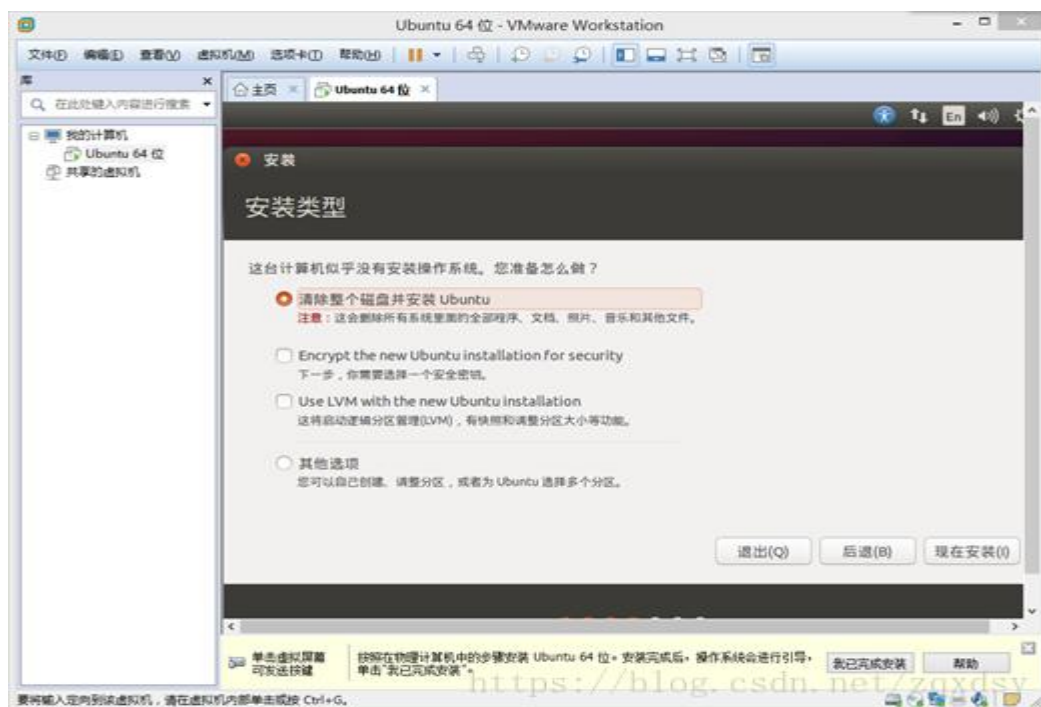 Ubuntu 64 位 - VMware Workstation
文件(F) 编辑(E) 查看(V) 虚拟机(M) 选项卡(T) 帮助(H)
库
在此处键入内容进行搜索
我的计算机
Ubuntu 64 位
共享的虚拟机
主页
Ubuntu 64 位
En
安装
安装类型
这台计算机似乎没有安装操作系统。您准备怎么做？
清除整个磁盘并安装 Ubuntu
注意：这会删除所有系统里面的全部程序、文档、照片、音乐和其他文件。
Encrypt the new Ubuntu installation for security
下一步，你需要选择一个安全密钥。
Use LVM with the new Ubuntu installation
这将启动逻辑分区管理(LVM)，有快照和调整分区大小等功能。
其他选项
您可以自己创建、调整分区，或者为 Ubuntu 选择多个分区。
退出(Q)
后退(B)
现在安装(I)
单击虚拟屏幕
可发送按键
按照在物理计算机中的步骤安装 Ubuntu 64 位。安装完成后，操作系统会进行引导，
单击"我已完成安装"。
我已完成安装
帮助
https://blog.csdn.net/zqxdsy
要将输入定向到该虚拟机，请在虚拟机内部单击或按 Ctrl+G。